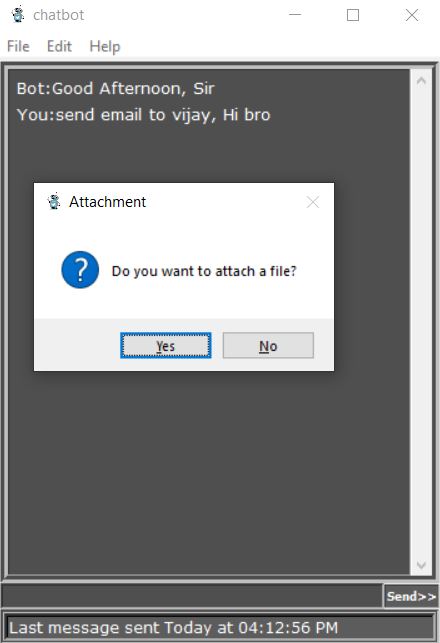 chatbot
File Edit Help
Bot:Good Afternoon, Sir
You:send email to vijay, Hi bro
Attachment
?
Do you want to attach a file?
Yes No
Send>>
Last message sent Today at 04:12:56 PM